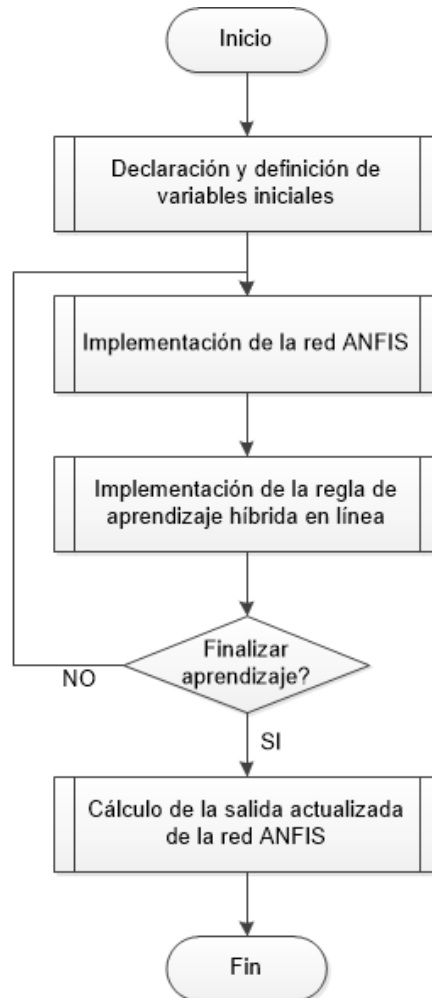 Inicio
Declaración y definición de
variables iniciales
Implementación de la red ANFIS
Implementación de la regla de
aprendizaje híbrida en línea
Finalizar
aprendizaje?
NO
SI
Cálculo de la salida actualizada
de la red ANFIS
Fin